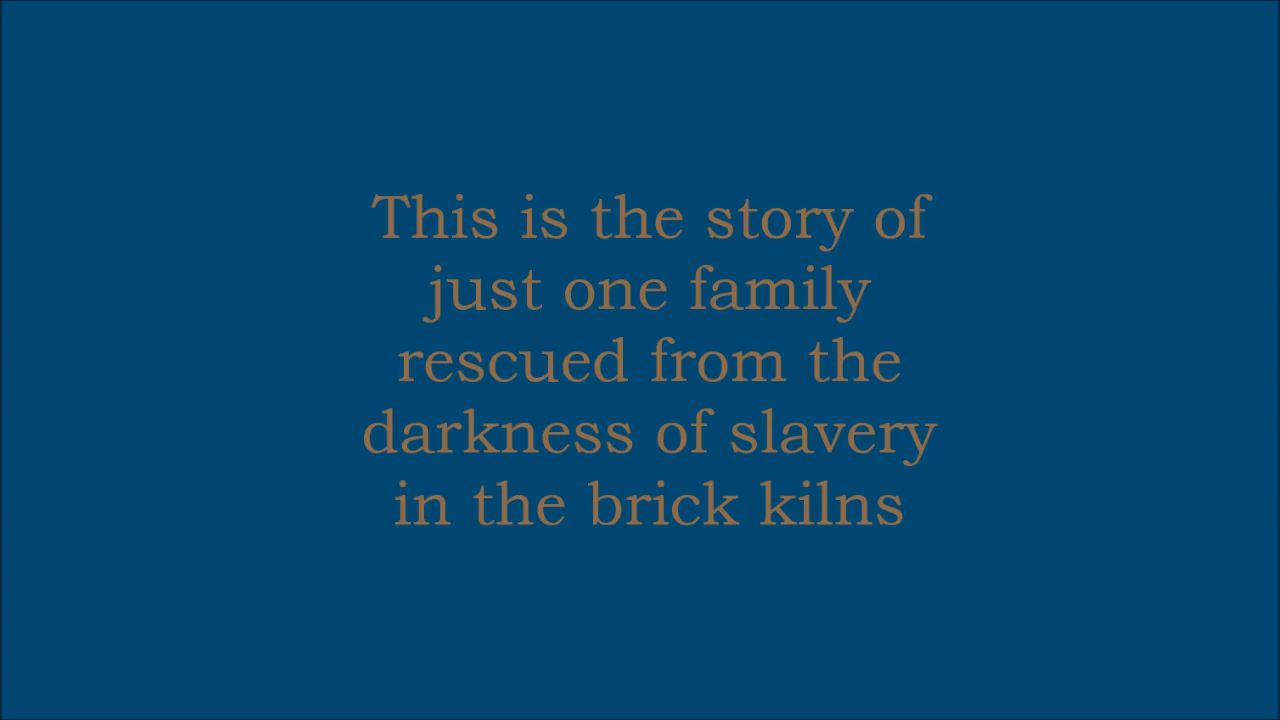 This is the story of
just one family
rescued from the
darkness of slavery
in the brick kilns